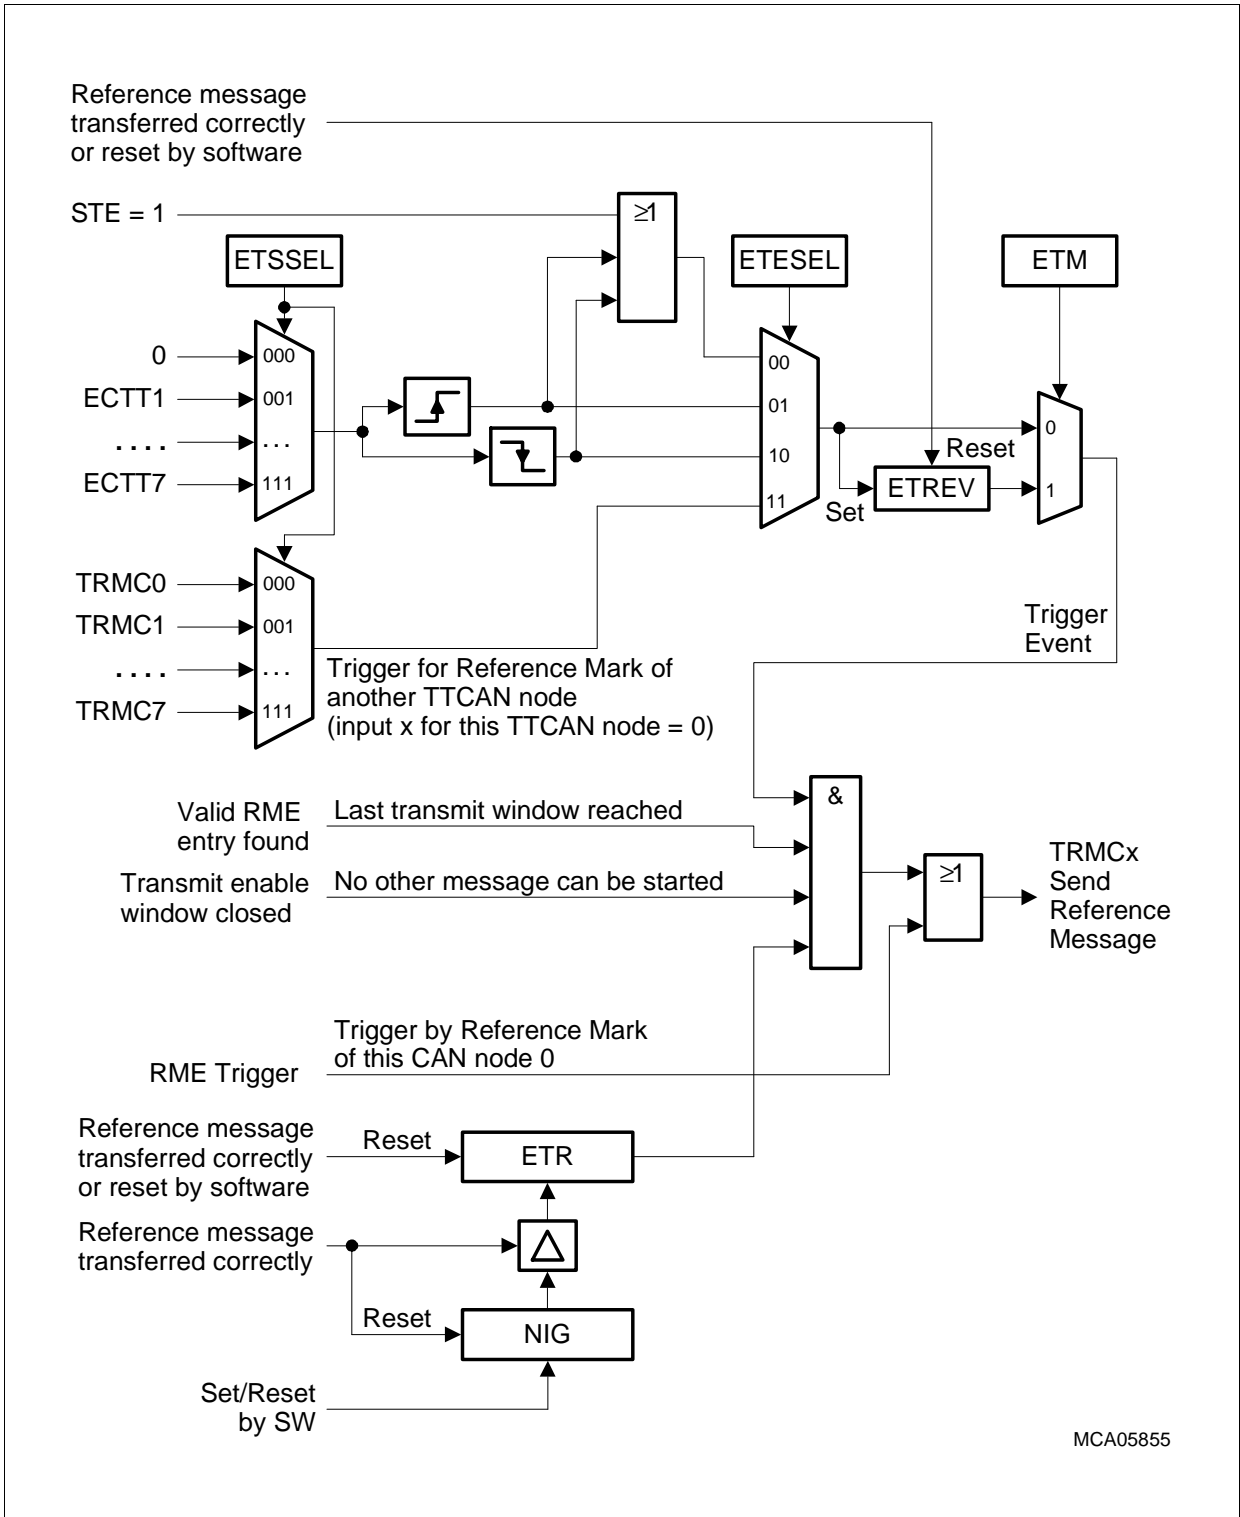 Reference message
transferred correctly
or reset by software
STE = 1
≥1
ETSSEL
ETESEL
ETM
0
000
ECTT1
001
. . . .
. . .
ECTT7
111
00
01
10
11
Reset
ETREV
Set
0
1
TRMC0
000
TRMC1
001
. . . .
. . .
TRMC7
111
Trigger for Reference Mark of
another TTCAN node
(input x for this TTCAN node = 0)
Trigger
Event
Valid RME
entry found
Last transmit window reached
Transmit enable
window closed
No other message can be started
&
≥1
TRMCx
Send
Reference
Message
Trigger by Reference Mark
of this CAN node 0
RME Trigger
Reference message
transferred correctly
or reset by software
Reset
ETR
Reference message
transferred correctly
Reset
NIG
Set/Reset
by SW
MCA05855